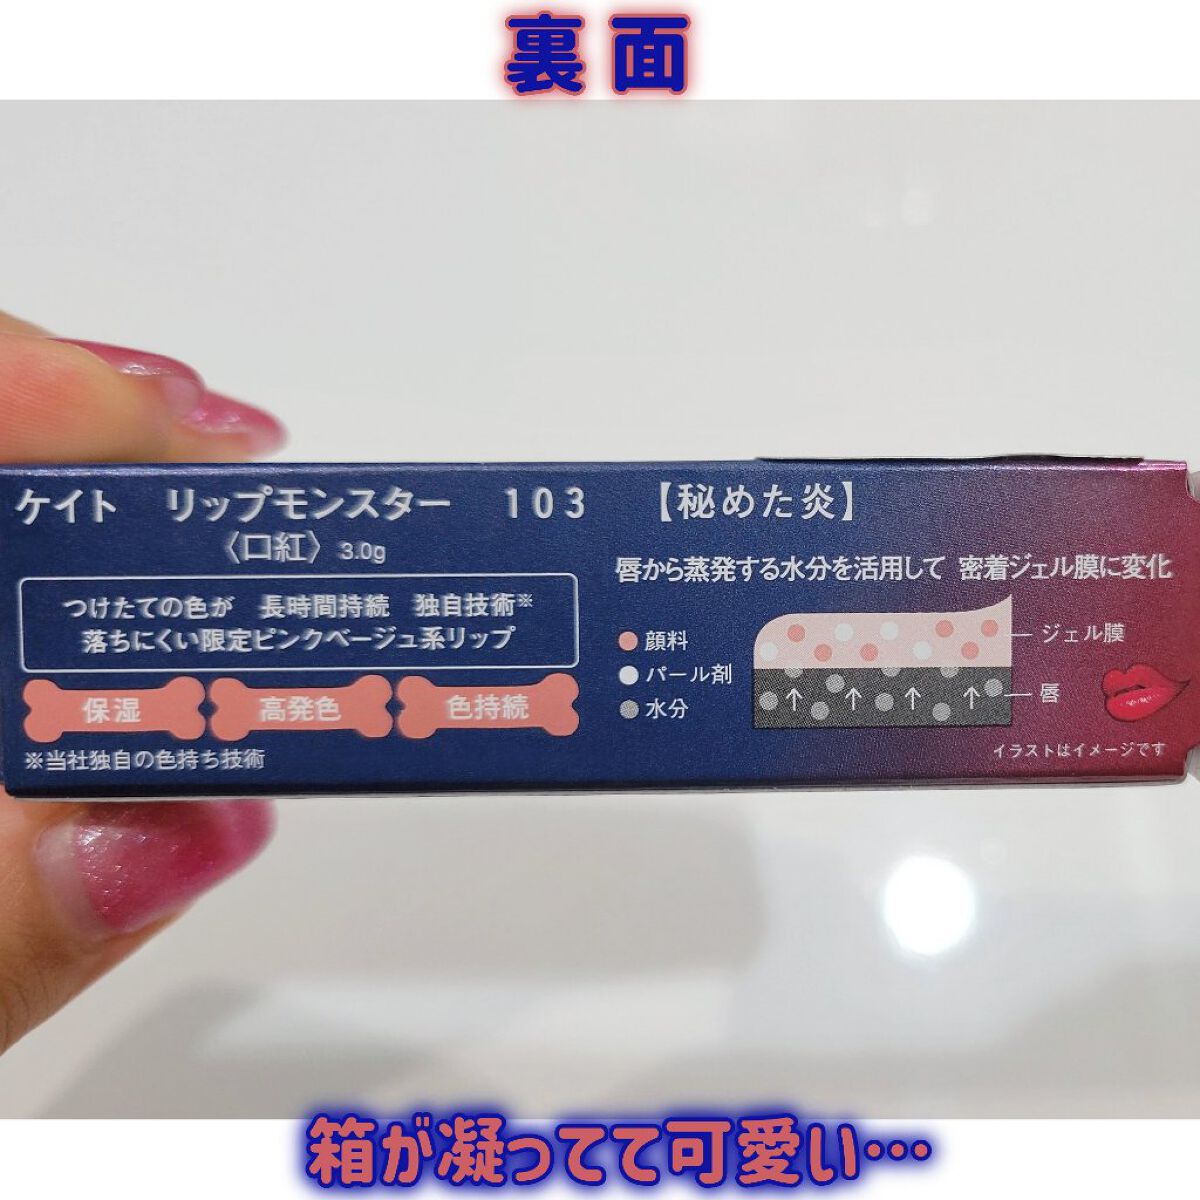 裏面
ケイト リップモンスター 103 【秘めた炎】
〈口紅〉3.0g
つけたての色が 長時間持続 独自技術※
落ちにくい限定ピンクベージュ系リップ
保湿 高発色 色持続
※当社独自の色持ち技術
唇から蒸発する水分を活用して 密着ジェル膜に変化
顔料
パール剤
水分
ジェル膜
唇
イラストはイメージです
箱が凝ってて可愛い…